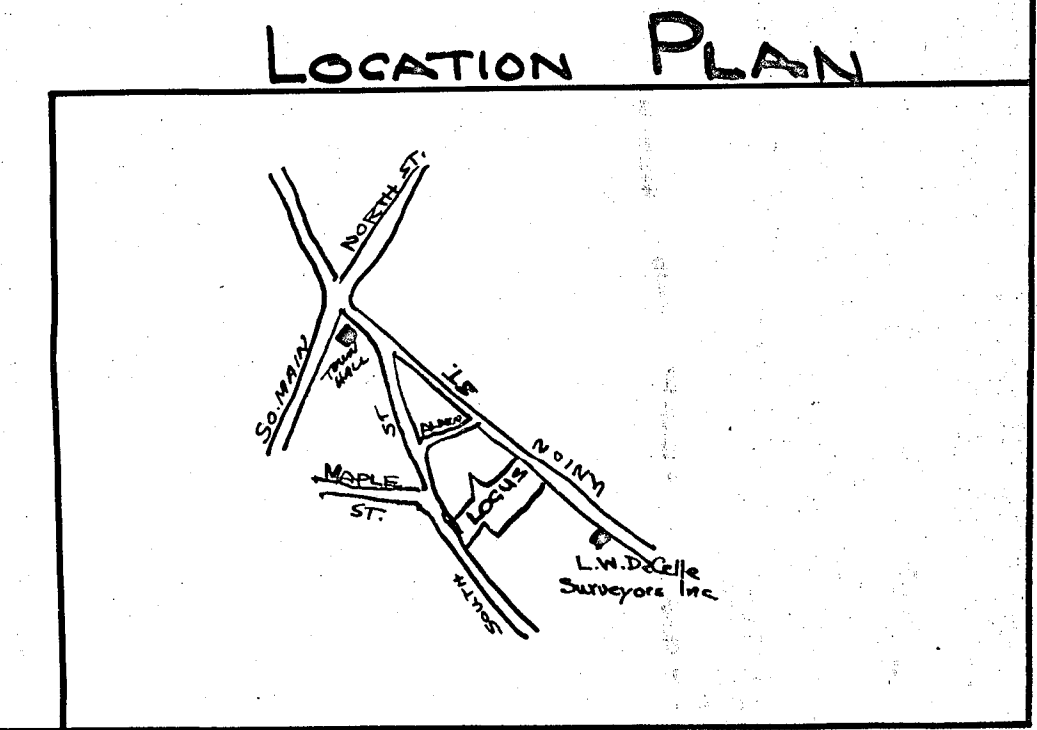 LOCATION PLAN
NORTH ST.
SO. MAIN
TOWN
HALL
ST.
ST
UNION
MAPLE
ST.
LOCUS
L.W. DeCelle
Surveyors Inc
SOUTH